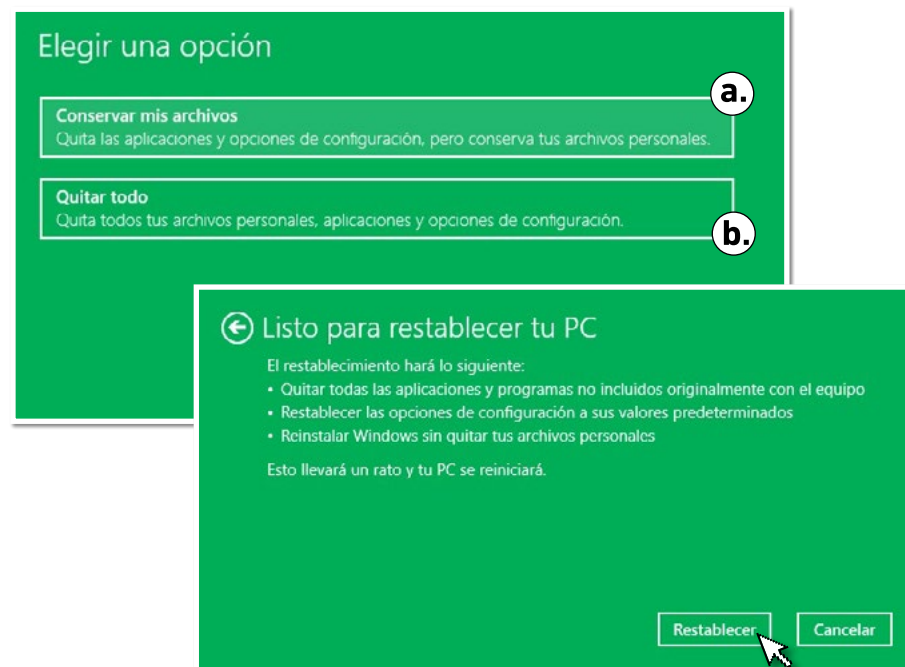 Elegir una opción
a.
Conservar mis archivos
Quita las aplicaciones y opciones de configuración, pero conserva tus archivos personales.
Quitar todo
Quita todos tus archivos personales, aplicaciones y opciones de configuración.
b.
Listo para restablecer tu PC
El restablecimiento hará lo siguiente:
• Quitar todas las aplicaciones y programas no incluidos originalmente con el equipo
• Restablecer las opciones de configuración a sus valores predeterminados
• Reinstalar Windows sin quitar tus archivos personales
Esto llevará un rato y tu PC se reiniciará.
Restablecer
Cancelar